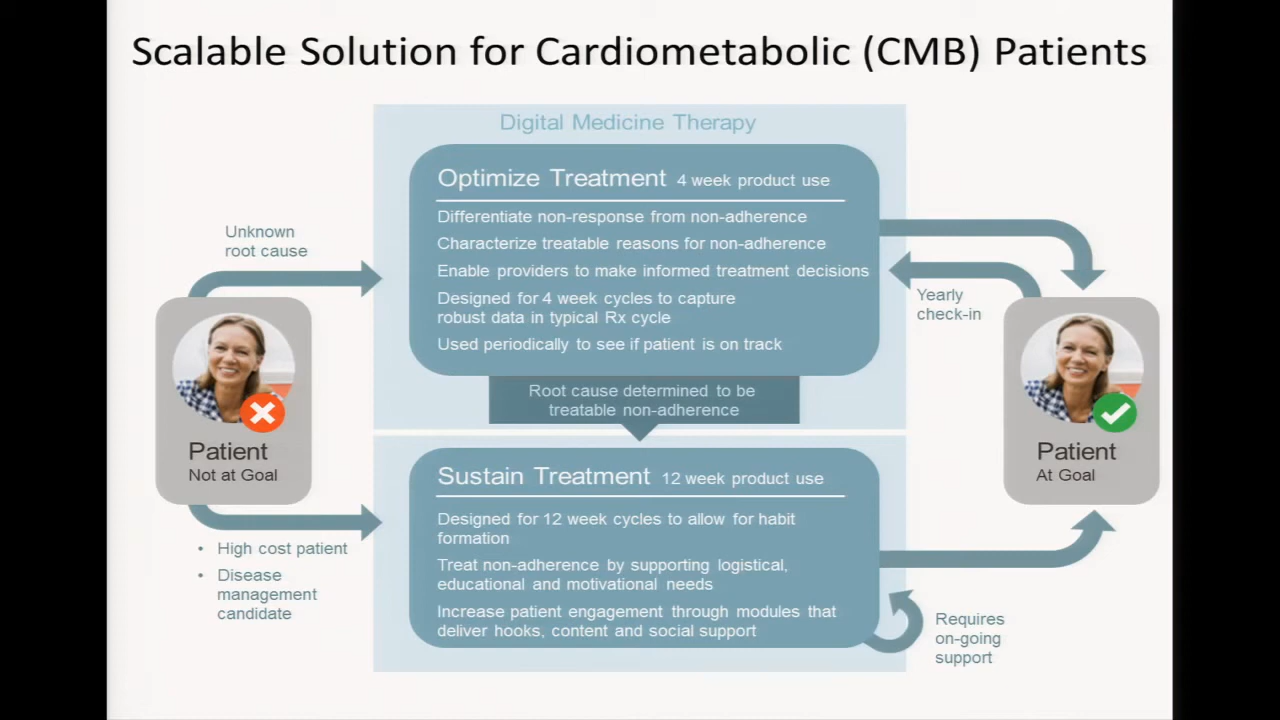 Scalable Solution for Cardiometabolic (CMB) Patients
Digital Medicine Therapy
Optimize Treatment 4 week product use
Differentiate non-response from non-adherence
Characterize treatable reasons for non-adherence
Enable providers to make informed treatment decisions
Designed for 4 week cycles to capture
robust data in typical Rx cycle
Used periodically to see if patient is on track
Unknown
root cause
Yearly
check-in
Root cause determined to be
treatable non-adherence
Patient
Not at Goal
Patient
At Goal
Sustain Treatment 12 week product use
Designed for 12 week cycles to allow for habit
formation
Treat non-adherence by supporting logistical,
educational and motivational needs
Increase patient engagement through modules that
deliver hooks, content and social support
• High cost patient
• Disease
management
candidate
Requires
on-going
support